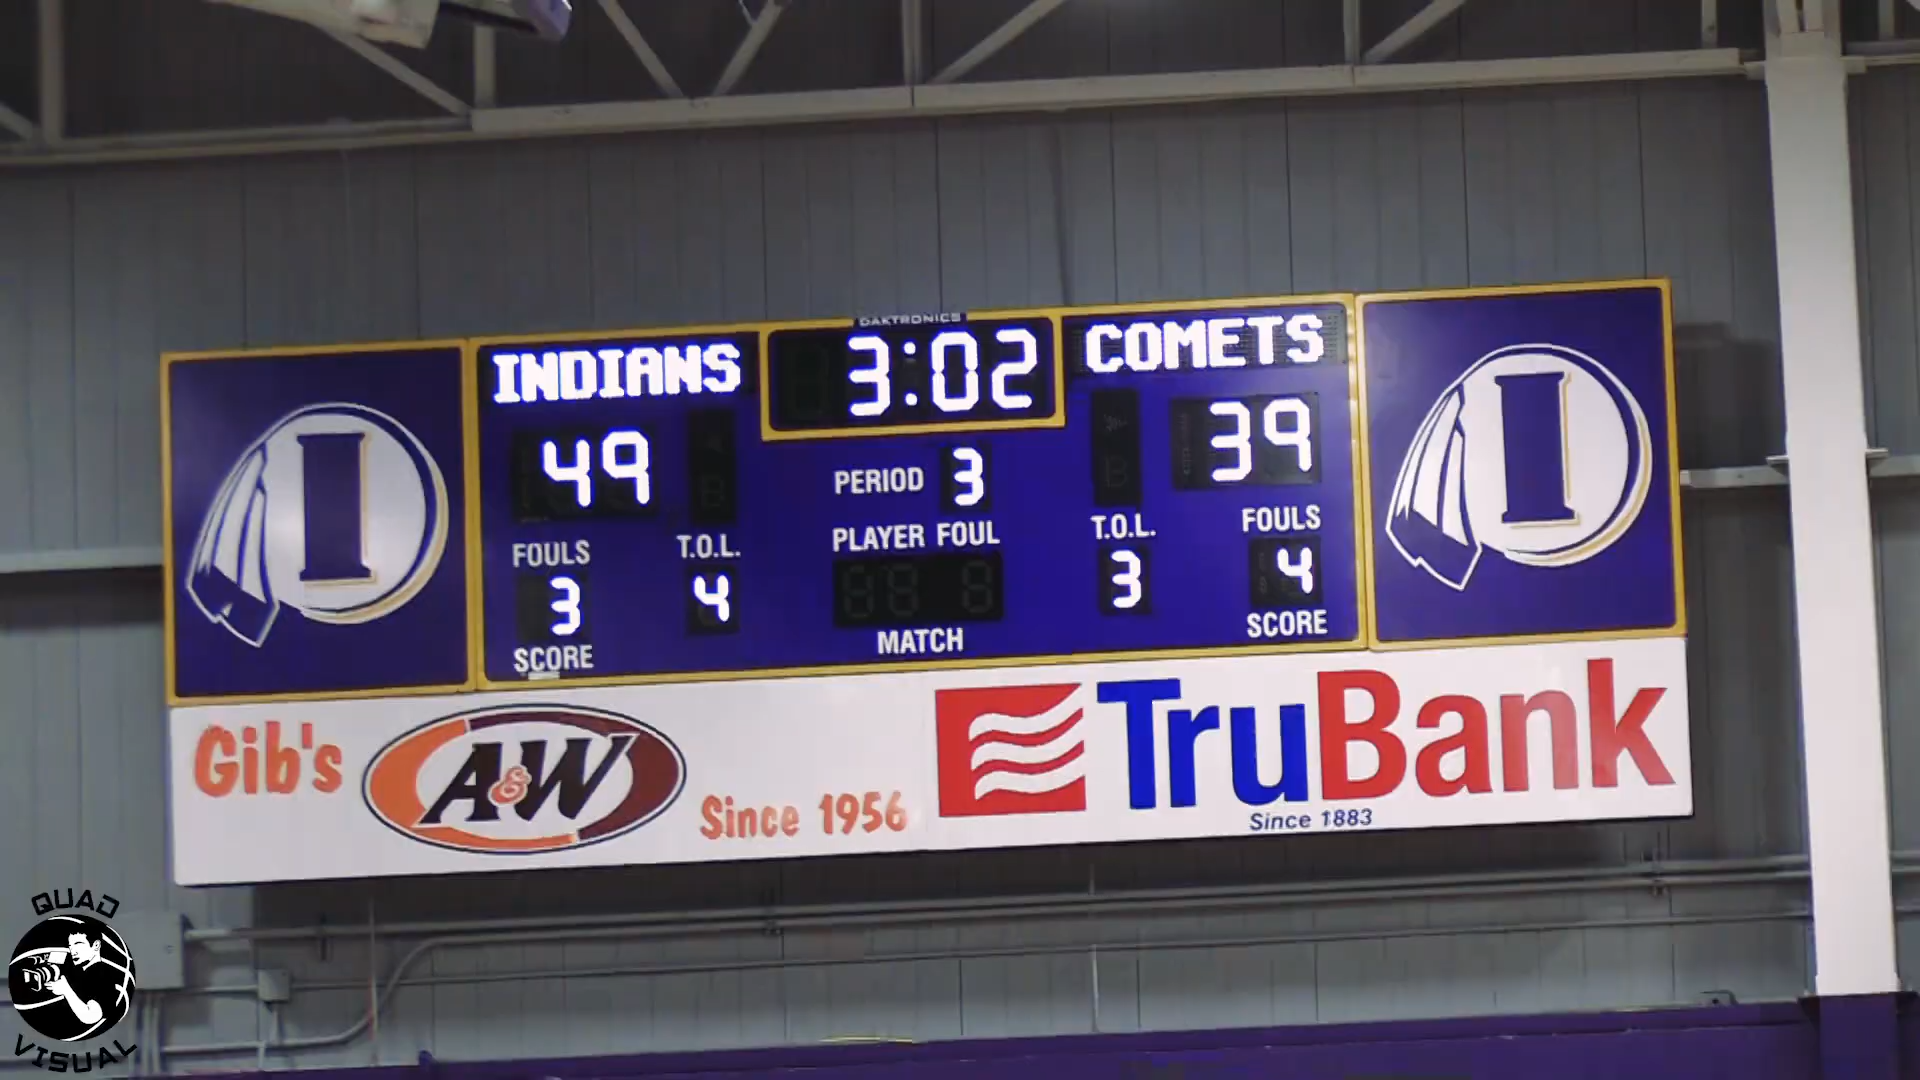 DAKTRONICS
INDIANS 3:02 COMETS
49 39
PERIOD 3
FOULS T.O.L. PLAYER FOUL T.O.L. FOULS
3 4 3 4
SCORE MATCH SCORE
I I
Gib's A&W Since 1956
TruBank
Since 1883
QUAD
VISUAL